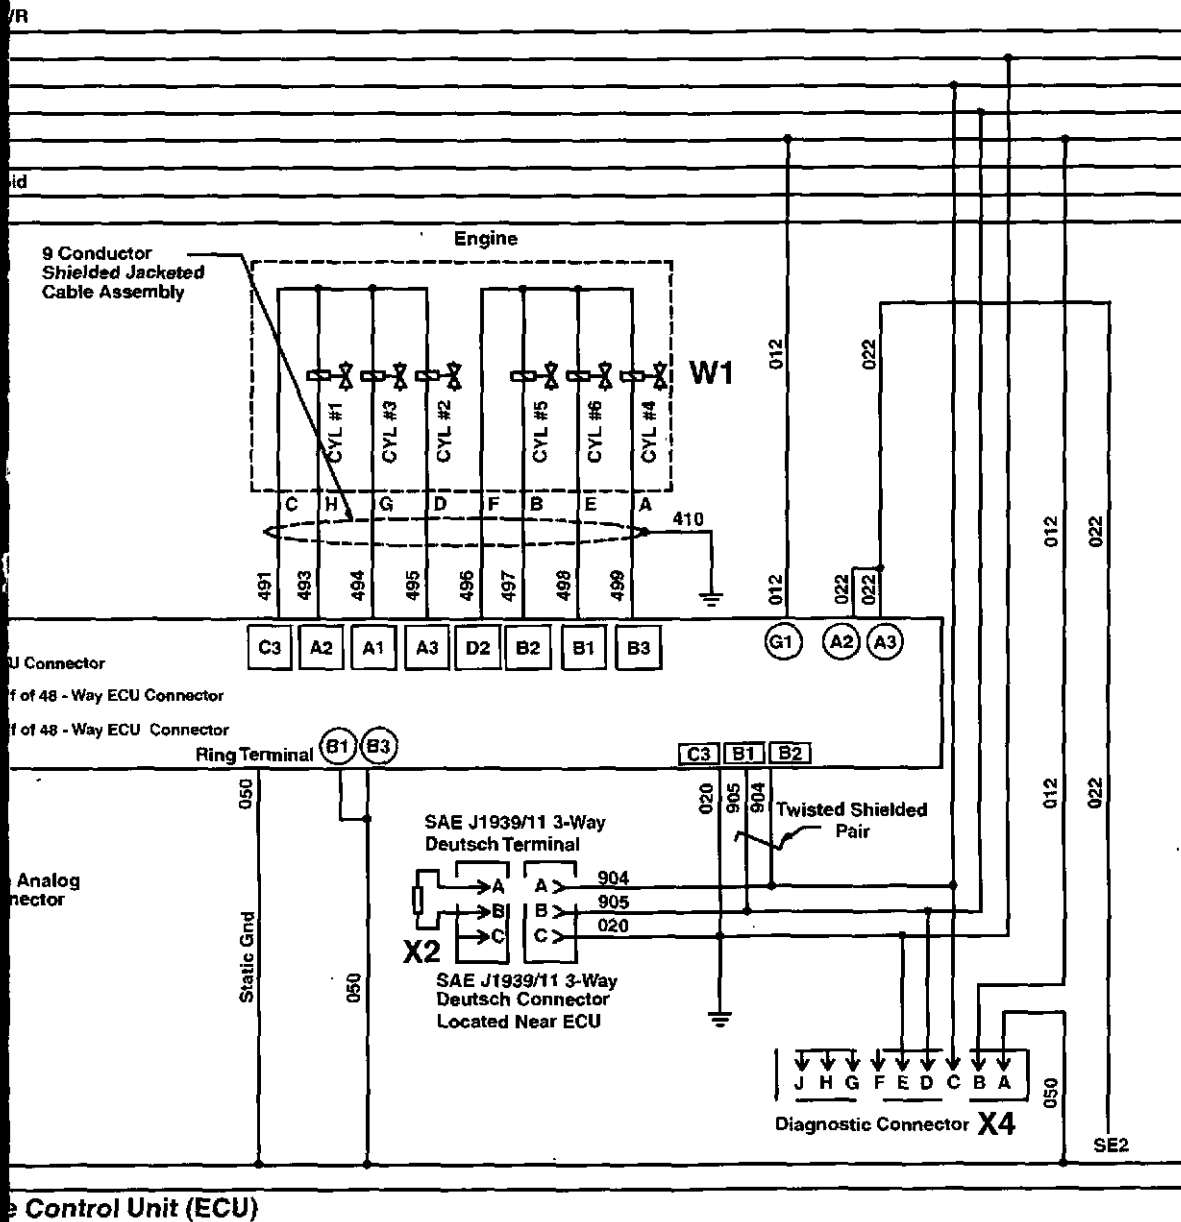 /R
id
Engine
9 Conductor
Shielded Jacketed
Cable Assembly
W1
CYL #1
CYL #3
CYL #2
CYL #5
CYL #6
CYL #4
012
022
C H G D F B E A
410
012
022
491 493 494 495 496 497 498 499
012 022 022
C3 A2 A1 A3 D2 B2 B1 B3
G1 A2 A3
U Connector
f of 48 - Way ECU Connector
f of 48 - Way ECU Connector
Ring Terminal B1 B3
C3 B1 B2
050
020 905 904
012
022
Twisted Shielded
Pair
SAE J1939/11 3-Way
Deutsch Terminal
Analog
nector
A A 904
B B 905
C C 020
X2
Static Gnd
050
SAE J1939/11 3-Way
Deutsch Connector
Located Near ECU
J H G F E D C B A
050
Diagnostic Connector X4
SE2
e Control Unit (ECU)